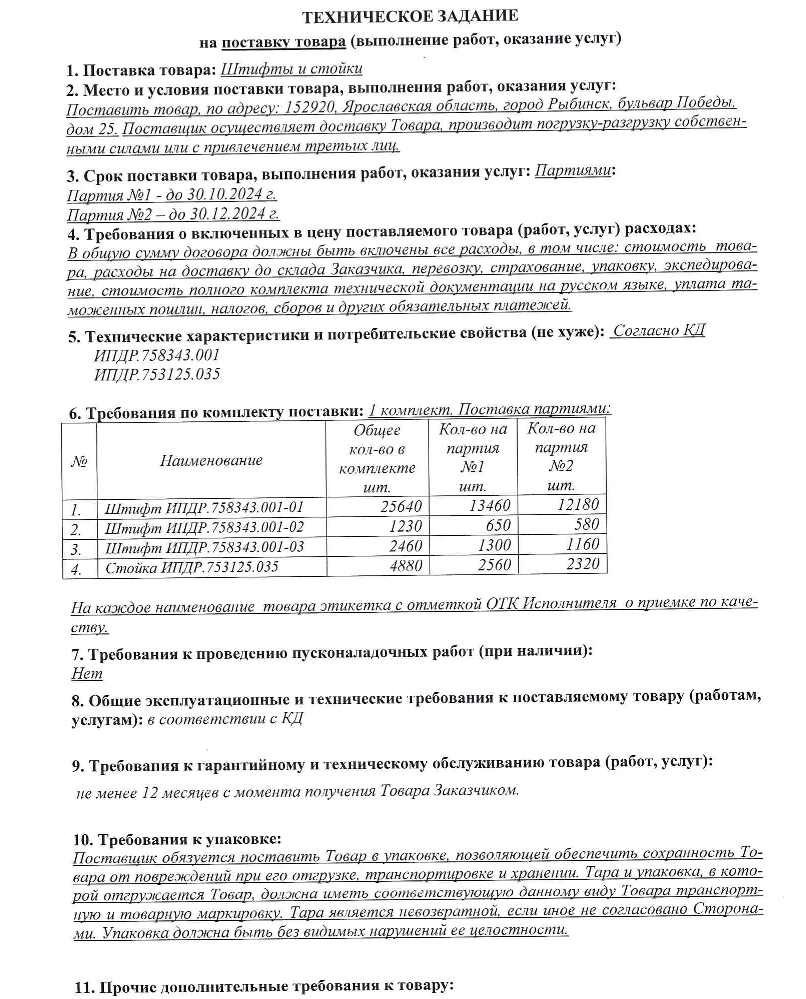 ТЕХНИЧЕСКОЕ ЗАДАНИЕ
на поставку товара (выполнение работ, оказание услуг)
1. Поставка товара: Штифты и стойки
2. Место и условия поставки товара, выполнения работ, оказания услуг:
Поставить товар, по адресу: 152920, Ярославская область, город Рыбинск, бульвар Победы,
дом 25. Поставщик осуществляет доставку Товара, производит погрузку-разгрузку собствен-
ными силами или с привлечением третьих лиц.
3. Срок поставки товара, выполнения работ, оказания услуг: Партиями:
Партия №1 - до 30.10.2024 г.
Партия №2 – до 30.12.2024 г.
4. Требования о включенных в цену поставляемого товара (работ, услуг) расходах:
В общую сумму договора должны быть включены все расходы, в том числе: стоимость това-
ра, расходы на доставку до склада Заказчика, перевозку, страхование, упаковку, экспедирова-
ние, стоимость полного комплекта технической документации на русском языке, уплата та-
моженных пошлин, налогов, сборов и других обязательных платежей.
5. Технические характеристики и потребительские свойства (не хуже): Согласно КД
ИПДР.758343.001
ИПДР.753125.035
6. Требования по комплекту поставки: 1 комплект. Поставка партиями:
№ Наименование Общее кол-во в комплекте шт. Кол-во на партия №1 шт. Кол-во на партия №2 шт.
1. Штифт ИПДР.758343.001-01 25640 13460 12180
2. Штифт ИПДР.758343.001-02 1230 650 580
3. Штифт ИПДР.758343.001-03 2460 1300 1160
4. Стойка ИПДР.753125.035 4880 2560 2320
На каждое наименование товара этикетка с отметкой ОТК Исполнителя о приемке по каче-
ству.
7. Требования к проведению пусконаладочных работ (при наличии):
Нет
8. Общие эксплуатационные и технические требования к поставляемому товару (работам,
услугам): в соответствии с КД
9. Требования к гарантийному и техническому обслуживанию товара (работ, услуг):
не менее 12 месяцев с момента получения Товара Заказчиком.
10. Требования к упаковке:
Поставщик обязуется поставить Товар в упаковке, позволяющей обеспечить сохранность То-
вара от повреждений при его отгрузке, транспортировке и хранении. Тара и упаковка, в кото-
рой отгружается Товар, должна иметь соответствующую данному виду Товара транспорт-
ную и товарную маркировку. Тара является невозвратной, если иное не согласовано Сторона-
ми. Упаковка должна быть без видимых нарушений ее целостности.
11. Прочие дополнительные требования к товару: